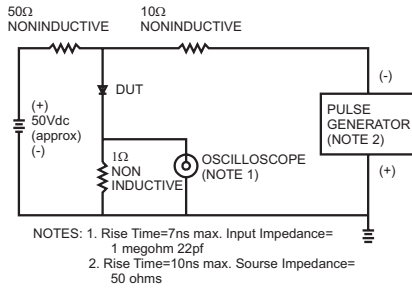 50Ω
NONINDUCTIVE
10Ω
NONINDUCTIVE
(+)
50Vdc
(approx)
(-)
DUT
1Ω
NON
INDUCTIVE
OSCILLOSCOPE
(NOTE 1)
(-)
PULSE
GENERATOR
(NOTE 2)
(+)
NOTES: 1. Rise Time=7ns max. Input Impedance=
1 megohm 22pf
2. Rise Time=10ns max. Sourse Impedance=
50 ohms